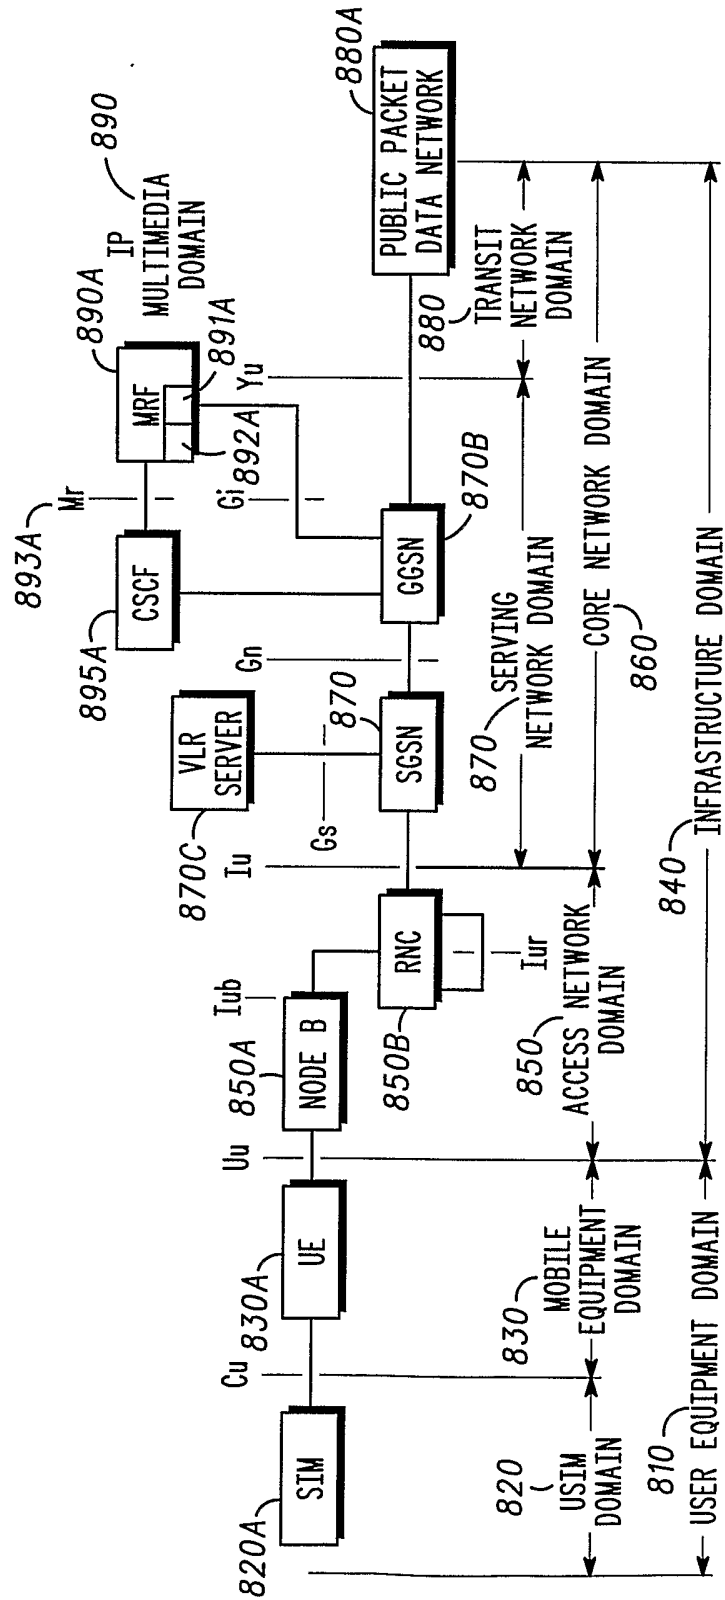 893A
890
Mr
890A
IP
MULTIMEDIA
DOMAIN
895A
CSCF
MRF
892A
891A
870C
VLR
SERVER
Gn
Gi
Yu
820A
SIM
Cu
830A
UE
Uu
850A
NODE B
Iub
Iu
Gs
870
850B
RNC
SGSN
GGSN
870B
PUBLIC PACKET
DATA NETWORK
880A
Iur
880
TRANSIT
NETWORK
DOMAIN
870
SERVING
NETWORK DOMAIN
820
USIM
DOMAIN
830
MOBILE
EQUIPMENT
DOMAIN
850
ACCESS NETWORK
DOMAIN
CORE NETWORK DOMAIN
860
810
USER EQUIPMENT DOMAIN
840
INFRASTRUCTURE DOMAIN